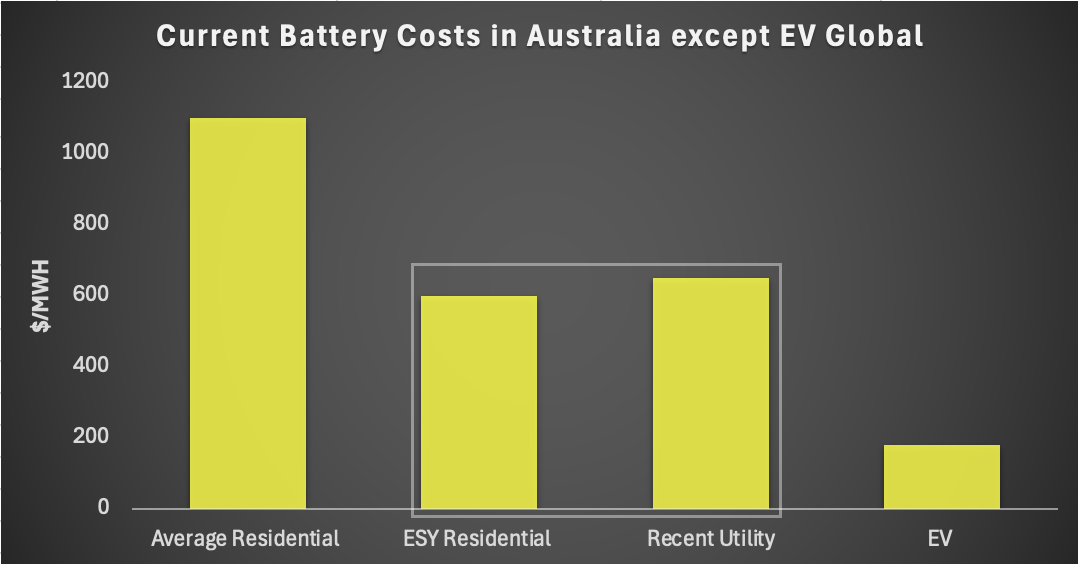 Current Battery Costs in Australia except EV Global
1200
1000
800
600
400
200
0
$/MWH
Average Residential
ESY Residential
Recent Utility
EV